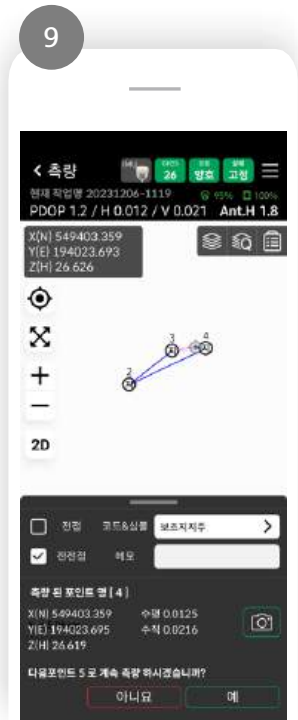 9
측량
26 양호 고정
현재 작업명 20231206-1119 95% 100%
PDOP 1.2 / H 0.012 / V 0.021 Ant.H 1.8
X(N) 549403.359
Y(E) 194023.693
Z(H) 26.626
3 4
2
2D
전점 코드&심볼 보조지지주
전전점 메모
측량 된 포인트 명 [ 4 ]
X(N) 549403.359 수평 0.0125
Y(E) 194023.695 수직 0.0216
Z(H) 26.619
다음포인트 5 로 계속 측량 하시겠습니까?
아니요 예